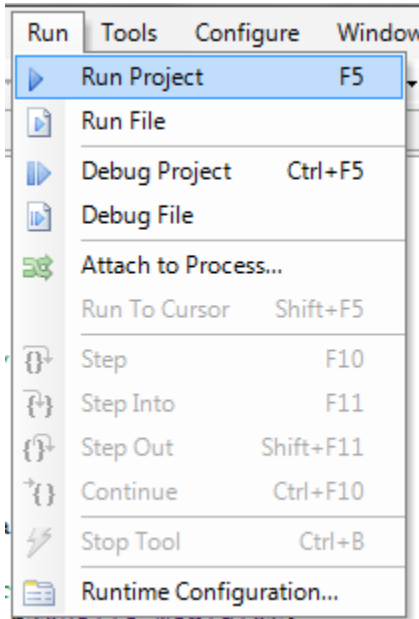 Run Tools Configure Window
Run Project F5
Run File
Debug Project Ctrl+F5
Debug File
Attach to Process...
Run To Cursor Shift+F5
Step F10
Step Into F11
Step Out Shift+F11
Continue Ctrl+F10
Stop Tool Ctrl+B
Runtime Configuration...